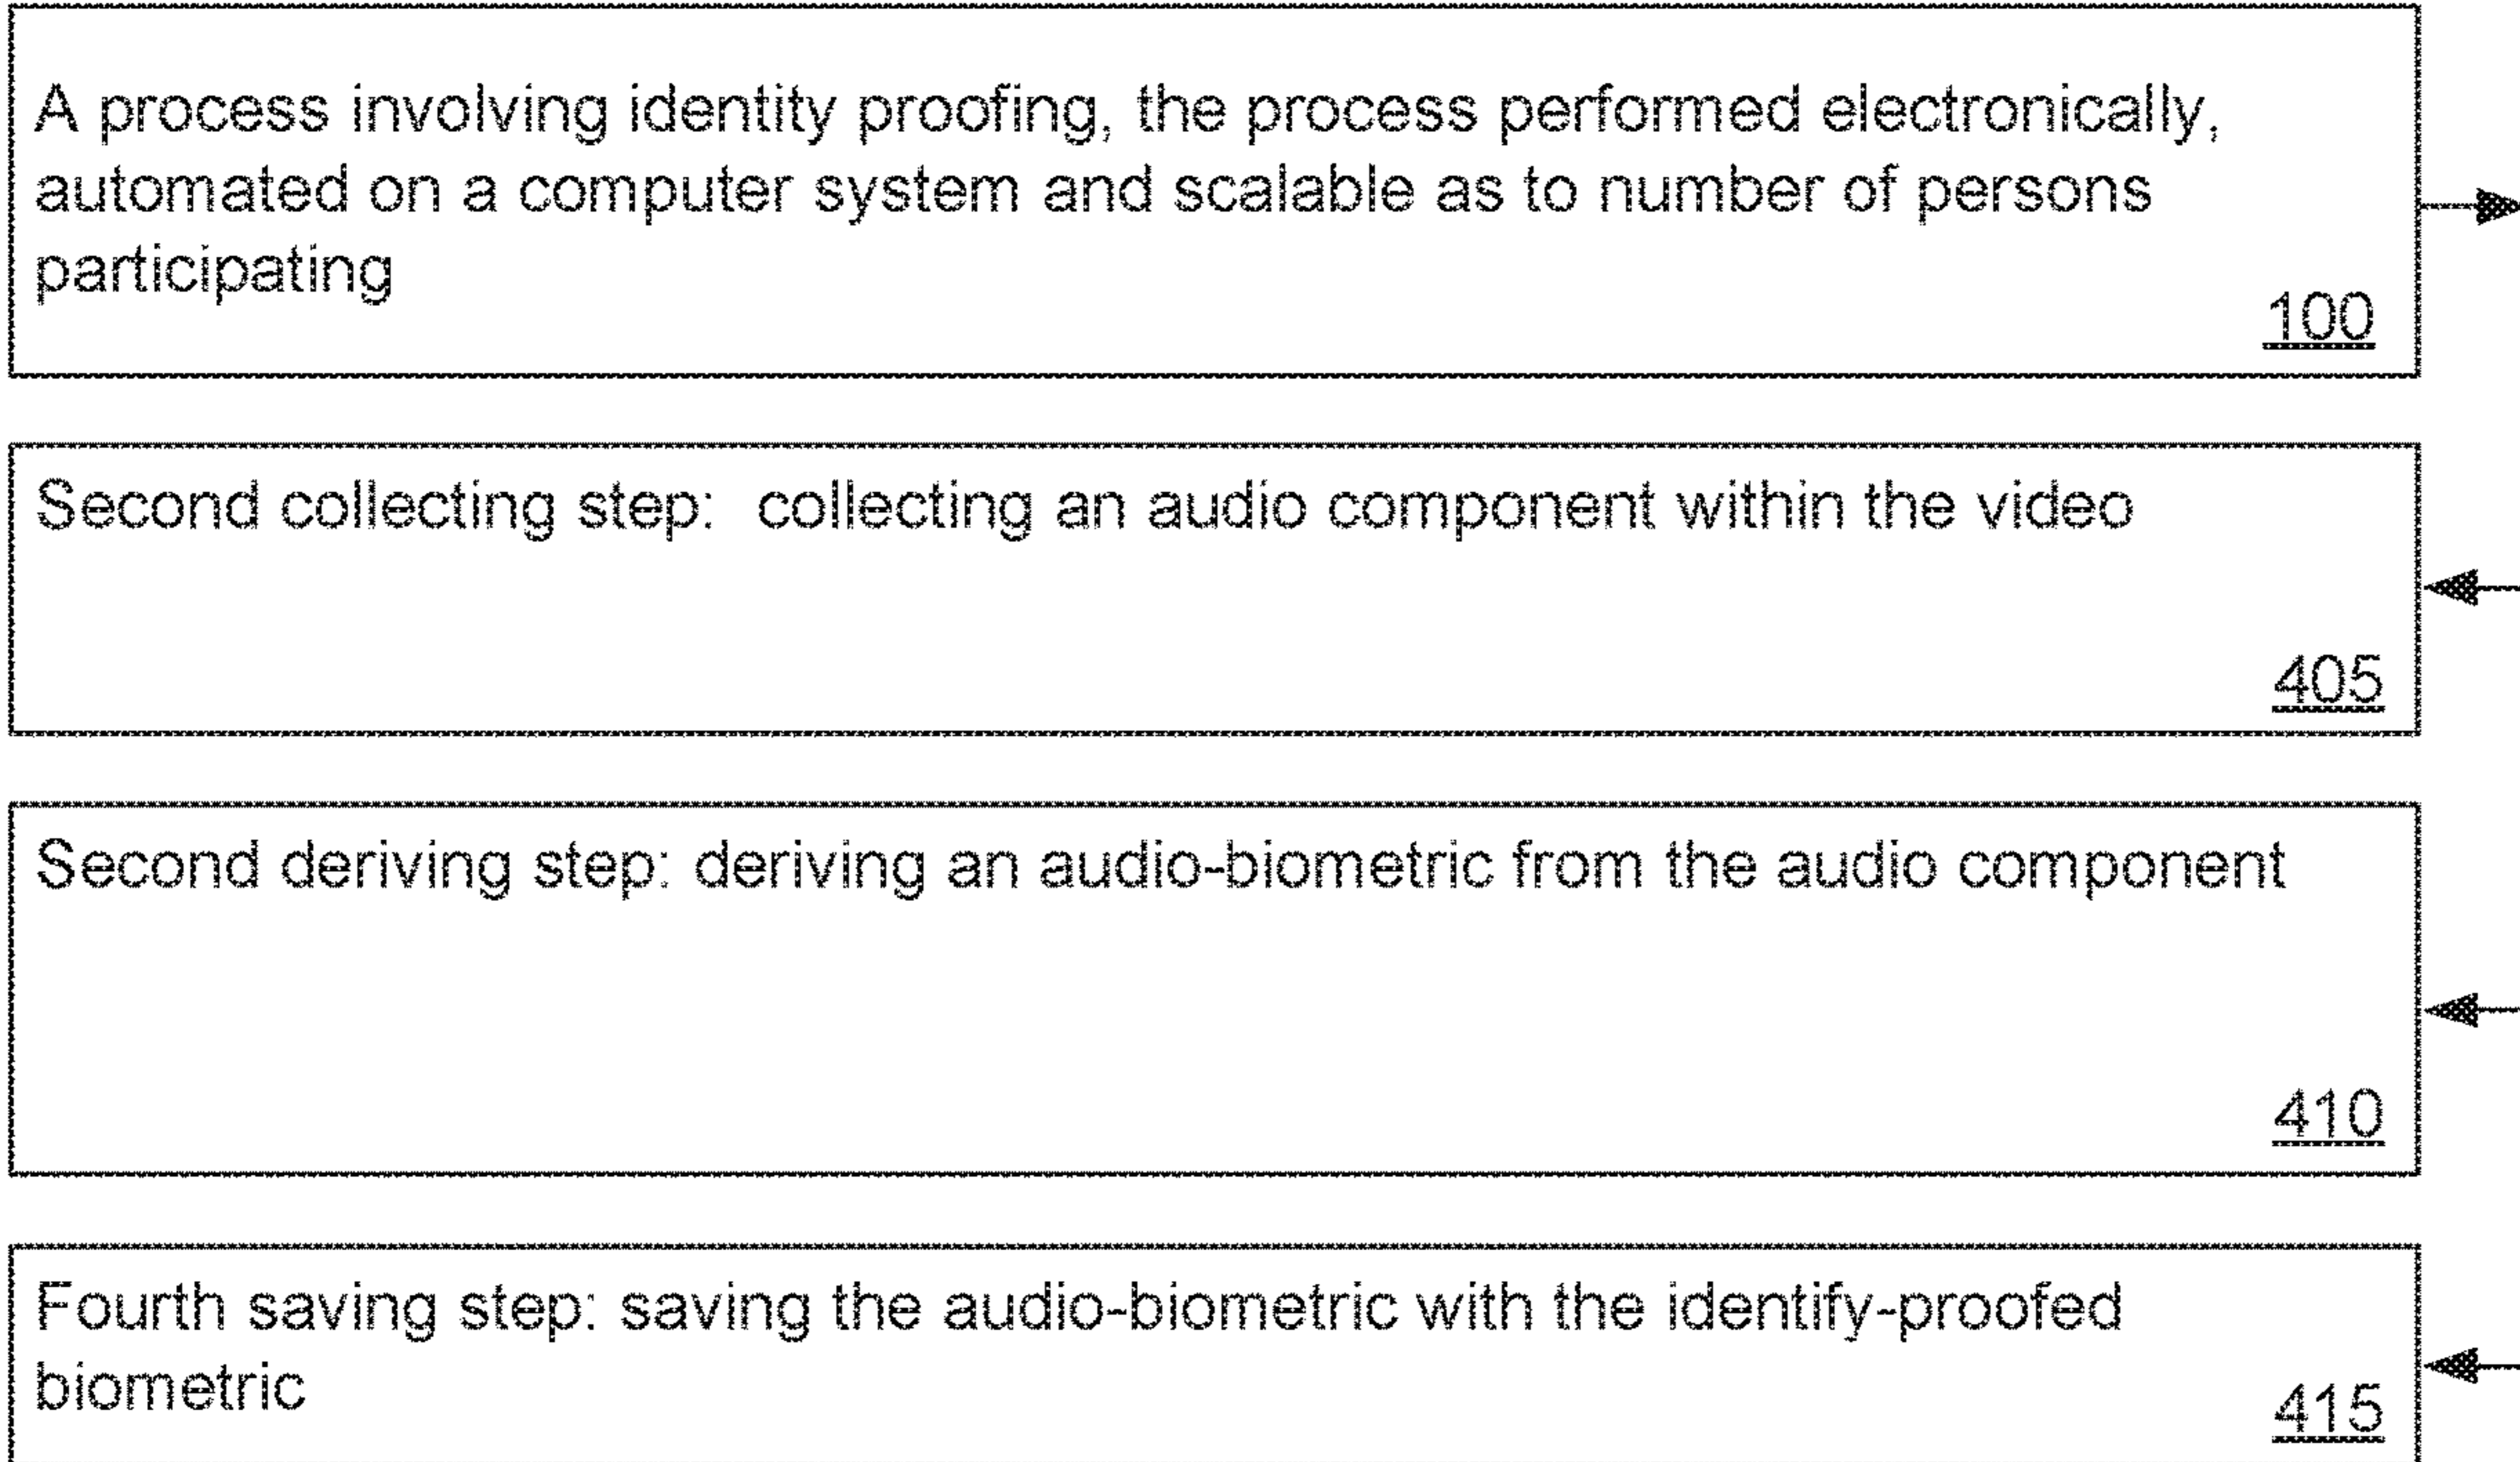 A process involving identity proofing, the process performed electronically,
automated on a computer system and scalable as to number of persons
participating
100
Second collecting step:  collecting an audio component within the video
405
Second deriving step: deriving an audio-biometric from the audio component
410
Fourth saving step: saving the audio-biometric with the identify-proofed
biometric
415